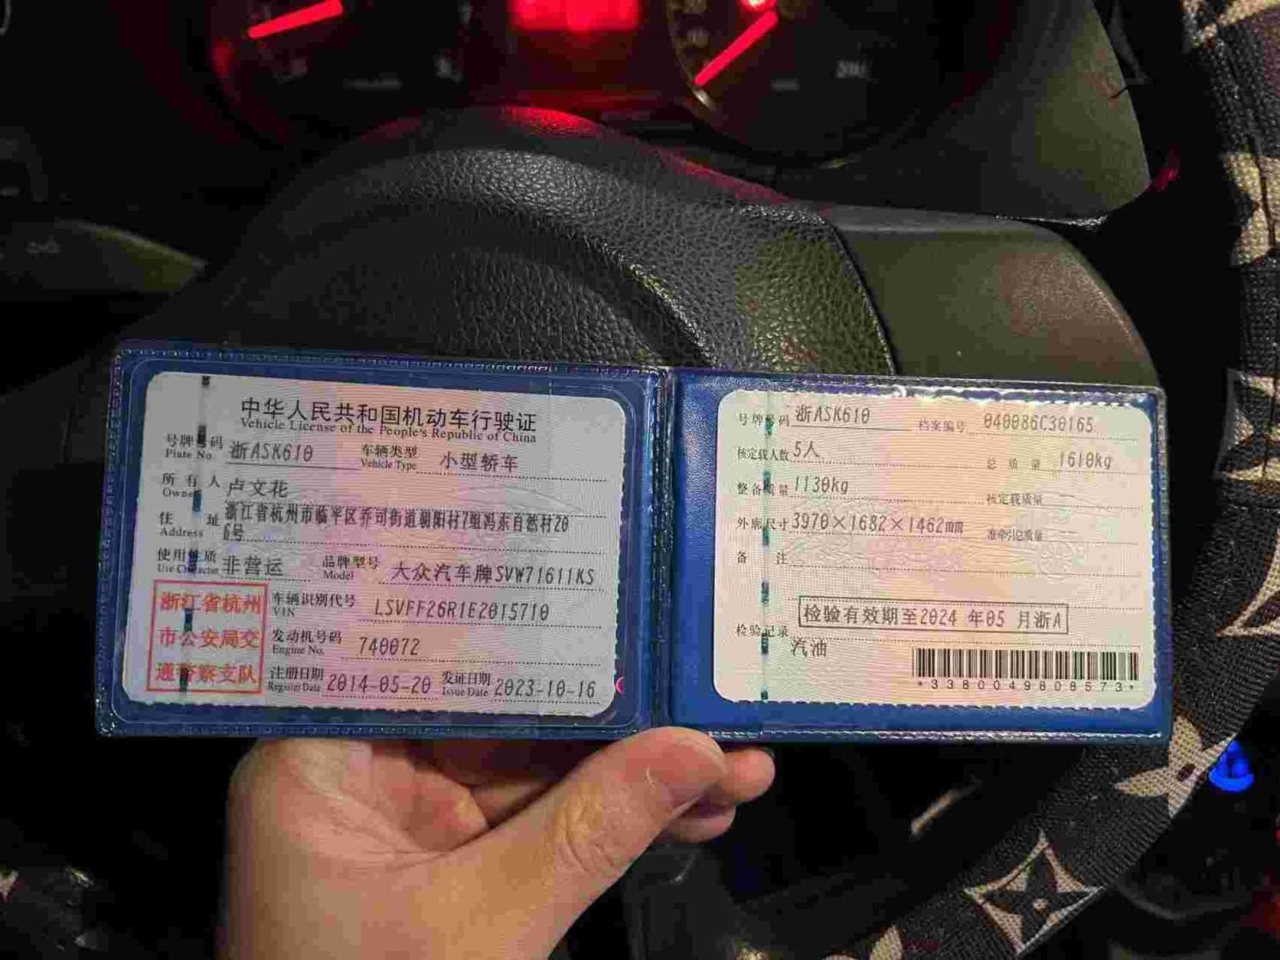 中华人民共和国机动车行驶证
Vehicle License of the People's Republic of China
号牌号码 浙ASK610 车辆类型 小型轿车
Plate No. Vehicle Type
所有人 卢文花
Owner
住址 浙江省杭州市临平区乔司街道朝阳村7组冯东自然村20
Address 6号
使用性质 非营运 品牌型号 大众汽车牌SVW71611KS
Use Character Model
浙江省杭州市公安局交通警察支队
车辆识别代号 LSVFF26R1E2015710
VIN
发动机号码 740072
Engine No.
注册日期 2014-05-20 发证日期 2023-10-16
Register Date Issue Date
号牌号码 浙ASK610 档案编号 040086C30165
核定载人数 5人 总质量 1610kg
整备质量 1130kg 核定载质量 --
外廓尺寸 3970×1682×1462mm 准牵引总质量 --
备注
检验有效期至2024 年05 月浙A
检验记录
汽油
*3380049808573*